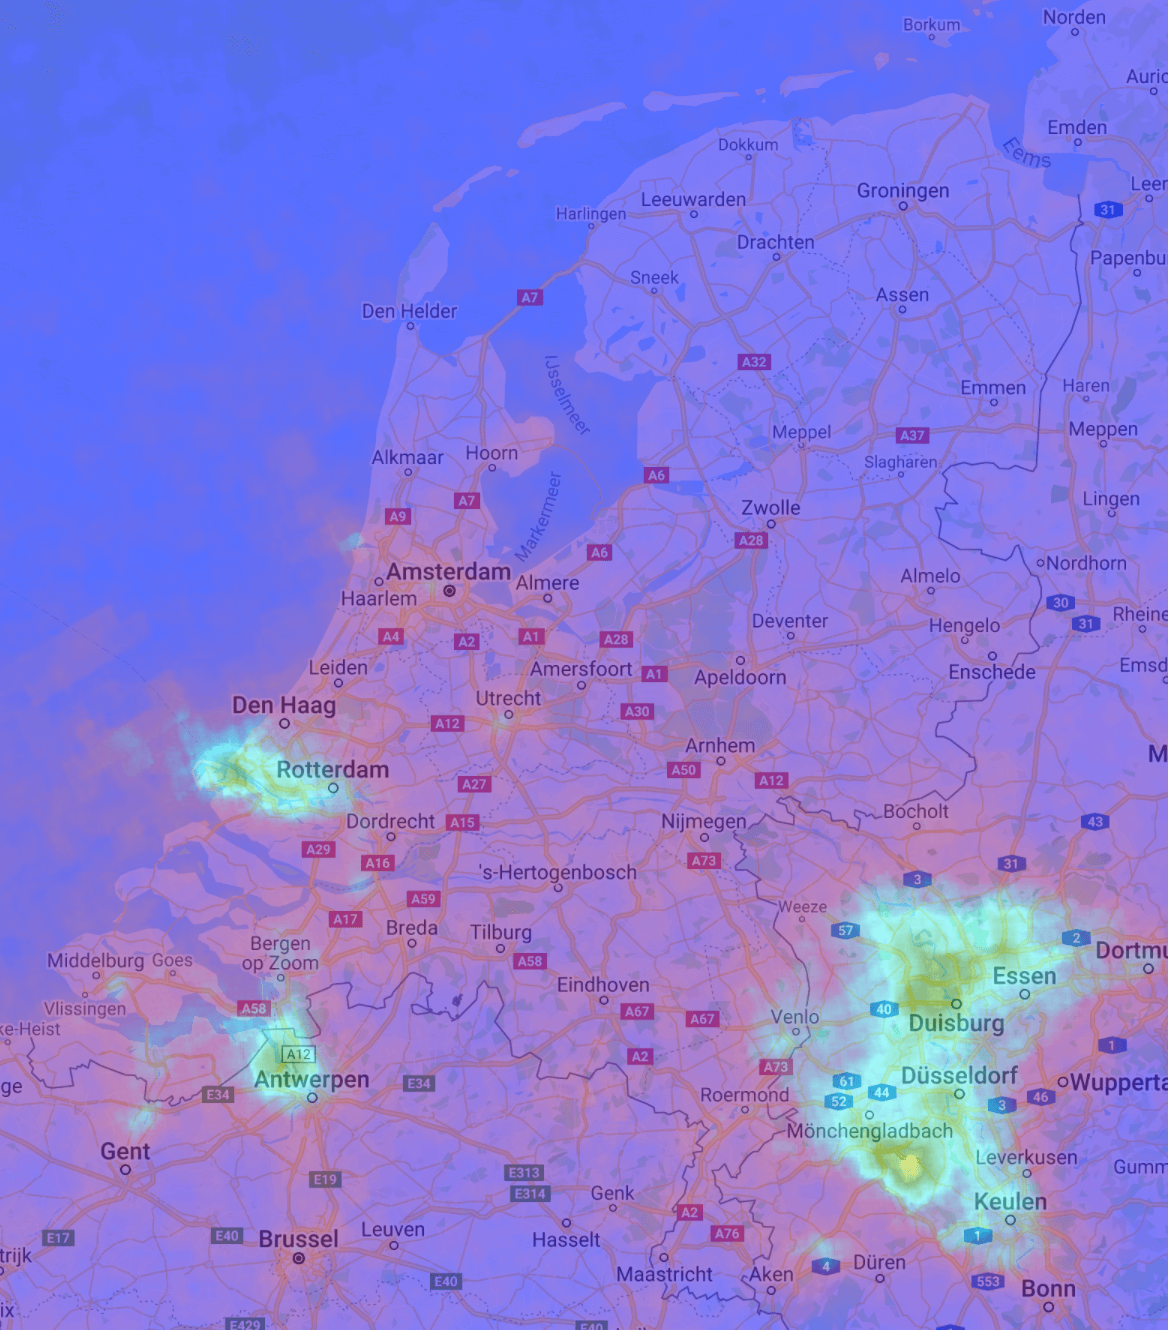 Norden
Borkum
Auric
Emden
Eems
Dokkum
Leer
Leeuwarden
Groningen
31
Harlingen
Drachten
Papenbu
Sneek
A7
Assen
Den Helder
A32
IJsselmeer
Emmen
Haren
Meppel
A37
Meppen
Alkmaar
Hoorn
Slagharen
A6
A7
Lingen
A9
Markermeer
Zwolle
A28
A6
Nordhorn
Amsterdam
Almere
Almelo
Haarlem
30
Rheine
Deventer
31
A4
A2
A1
A28
Hengelo
Leiden
Amersfoort
A1
Apeldoorn
Enschede
Emsd
Den Haag
Utrecht
A12
A30
Arnhem
M
Rotterdam
A50
A12
A27
Dordrecht
A15
Nijmegen
Bocholt
43
A29
A16
A73
31
's-Hertogenbosch
3
A59
Weeze
A17
Breda
Tilburg
57
2
Bergen
op Zoom
Dortmu
Middelburg
Goes
A58
Essen
Eindhoven
Vlissingen
A58
A67
A67
Venlo
40
Duisburg
ke-Heist
A12
A2
1
A73
Düsseldorf
ge
Antwerpen
E34
61
44
Wupperta
E34
Roermond
52
3
46
Mönchengladbach
Gent
Leverkusen
E19
E313
Gumm
E314
Genk
Keulen
A2
E17
E40
Brussel
Leuven
Hasselt
A76
1
trijk
4
Düren
Maastricht
Aken
E40
553
Bonn
ix
E429
E40